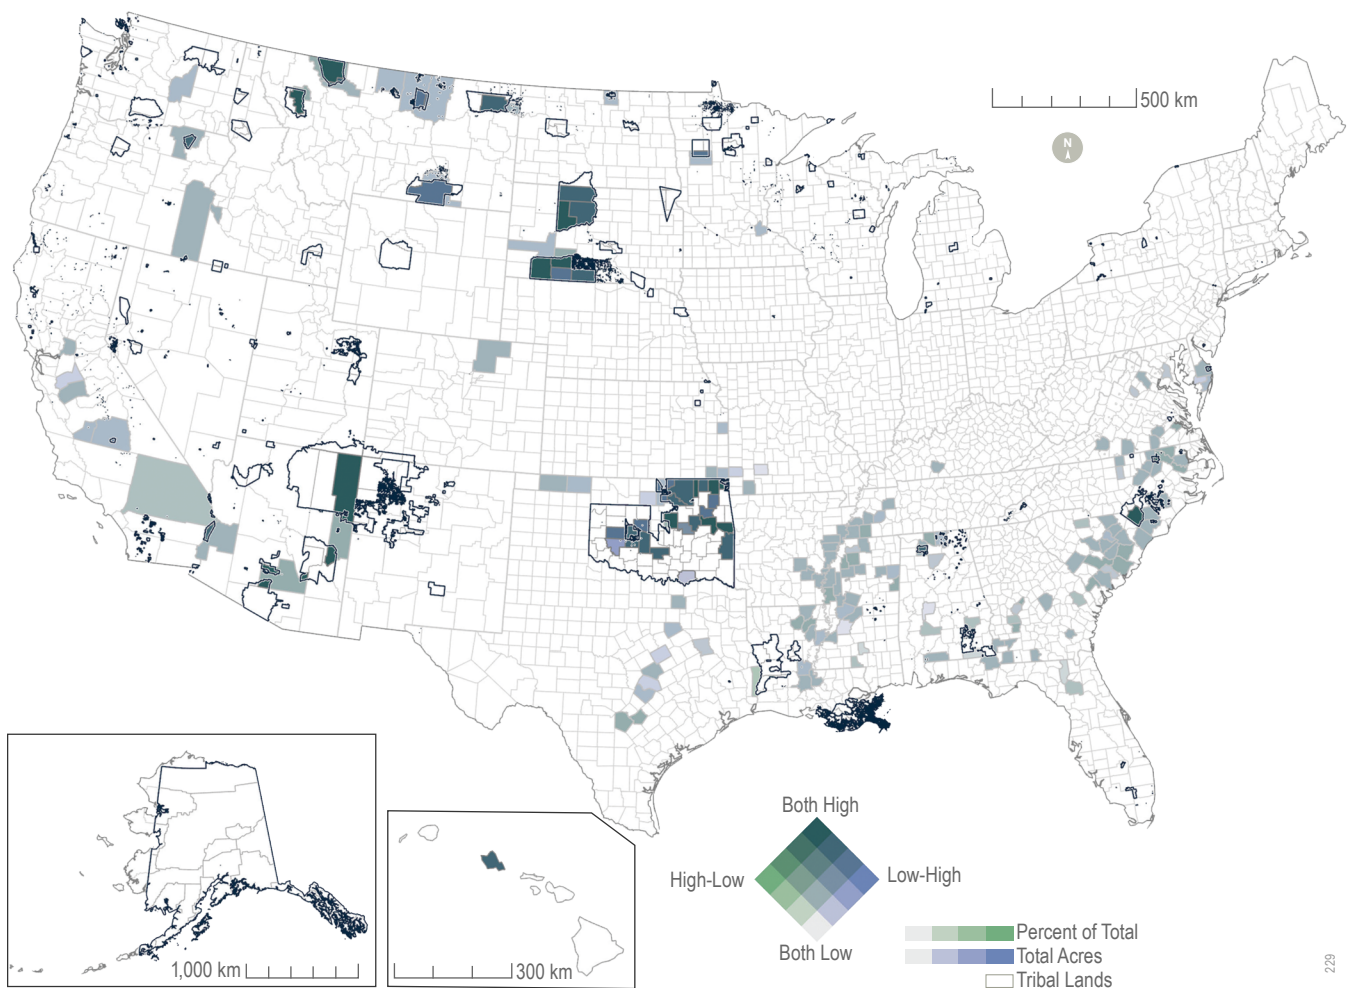 500 km
N
Both High
High-Low
Low-High
Both Low
Percent of Total
Total Acres
Tribal Lands
1,000 km
300 km
229